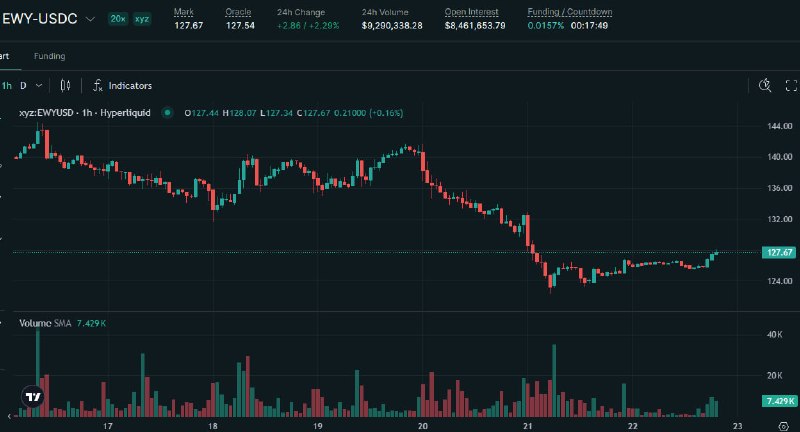 EWY-USDC 20x xyz
Mark Oracle 24h Change 24h Volume Open Interest Funding / Countdown
127.67 127.54 +2.86 / +2.29% $9,290,338.28 $8,461,653.79 0.0157% 00:17:49
art Funding
1h D Indicators
xyz:EWYUSD · 1h · Hyperliquid O127.44 H128.07 L127.34 C127.67 0.21000 (+0.16%)
144.00
140.00
136.00
132.00
127.67
124.00
Volume SMA 7.429K
40K
20K
7.429K
17 18 19 20 21 22 23